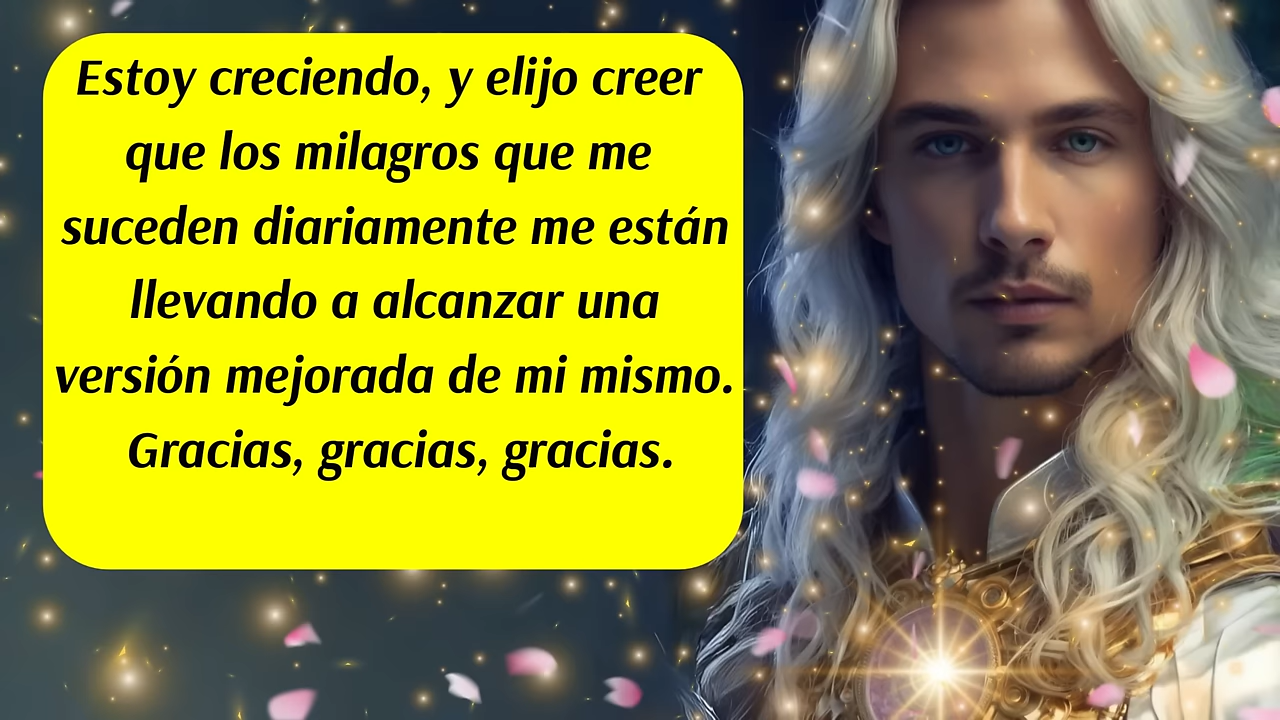 Estoy creciendo, y elijo creer
que los milagros que me
suceden diariamente me están
llevando a alcanzar una
versión mejorada de mi mismo.
Gracias, gracias, gracias.